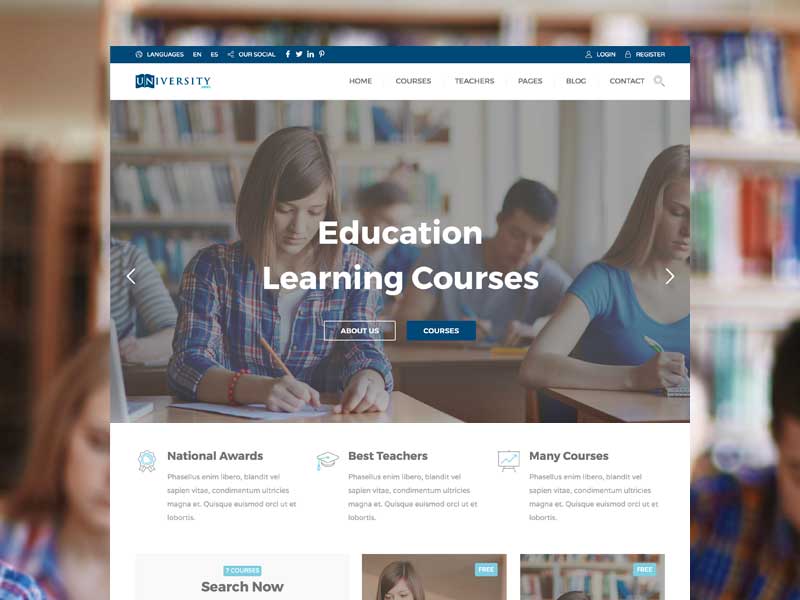 LANGUAGES EN ES OUR SOCIAL LOGIN REGISTER
UNIVERSITY
HOME COURSES TEACHERS PAGES BLOG CONTACT
Education
Learning Courses
ABOUT US COURSES
National Awards
Phasellus enim libero, blandit vel
sapien vitae, condimentum ultricies
magna et. Quisque euismod orci ut et
lobortis.
Best Teachers
Phasellus enim libero, blandit vel
sapien vitae, condimentum ultricies
magna et. Quisque euismod orci ut et
lobortis.
Many Courses
Phasellus enim libero, blandit vel
sapien vitae, condimentum ultricies
magna et. Quisque euismod orci ut et
lobortis.
7 COURSES
Search Now
FREE
FREE